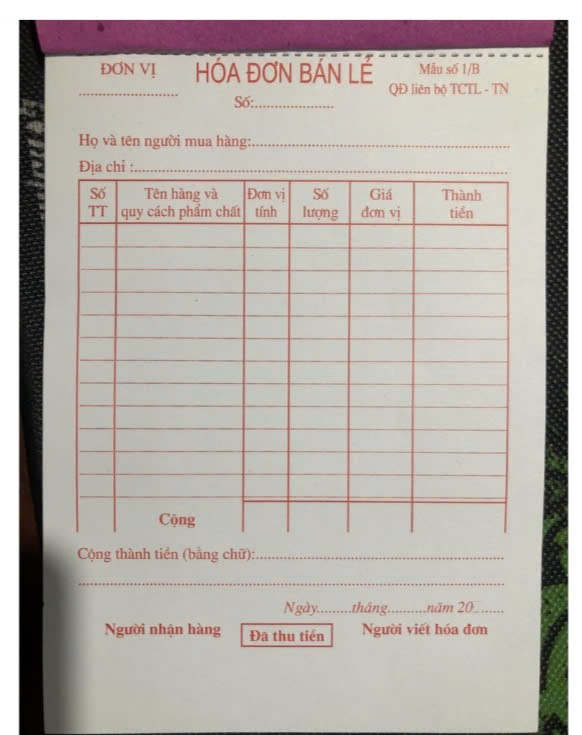 ĐƠN VỊ HÓA ĐƠN BÁN LẺ Mẫu số 1/B
.................... Số:.................... QĐ liên bộ TCTL - TN
Họ và tên người mua hàng:....................
Địa chỉ :....................
Số TT Tên hàng và quy cách phẩm chất Đơn vị tính Số lượng Giá đơn vị Thành tiền
Cộng
Cộng thành tiền (bằng chữ):....................
....................
Ngày.........tháng..........năm 20.........
Người nhận hàng Đã thu tiền Người viết hóa đơn